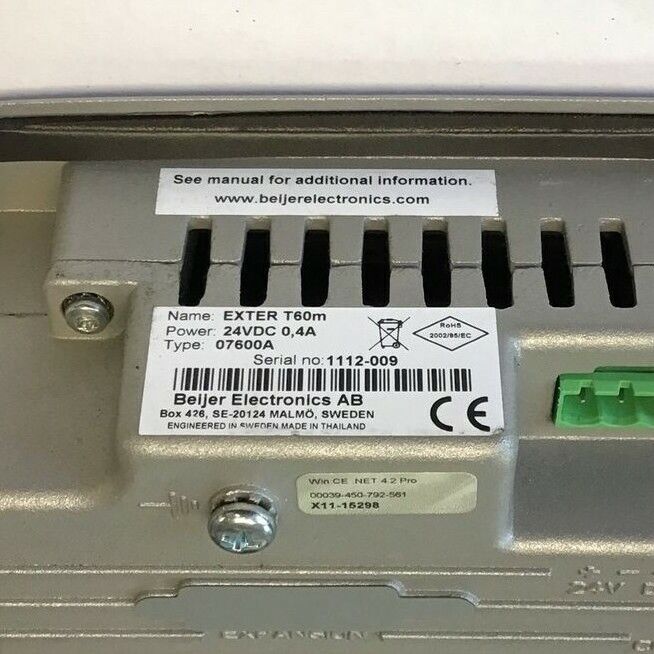 See manual for additional information.
www.beijerelectronics.com
Name: EXTER T60m
Power: 24VDC 0,4A
Type: 07600A
RoHS
2002/95/EC
Serial no:1112-009
Beijer Electronics AB
Box 426, SE-20124 MALMÖ, SWEDEN
ENGINEERED IN SWEDEN MADE IN THAILAND
CE
Win CE .NET 4.2 Pro
00039-450-792-561
X11-15298
+ -
24V
EXPANSION